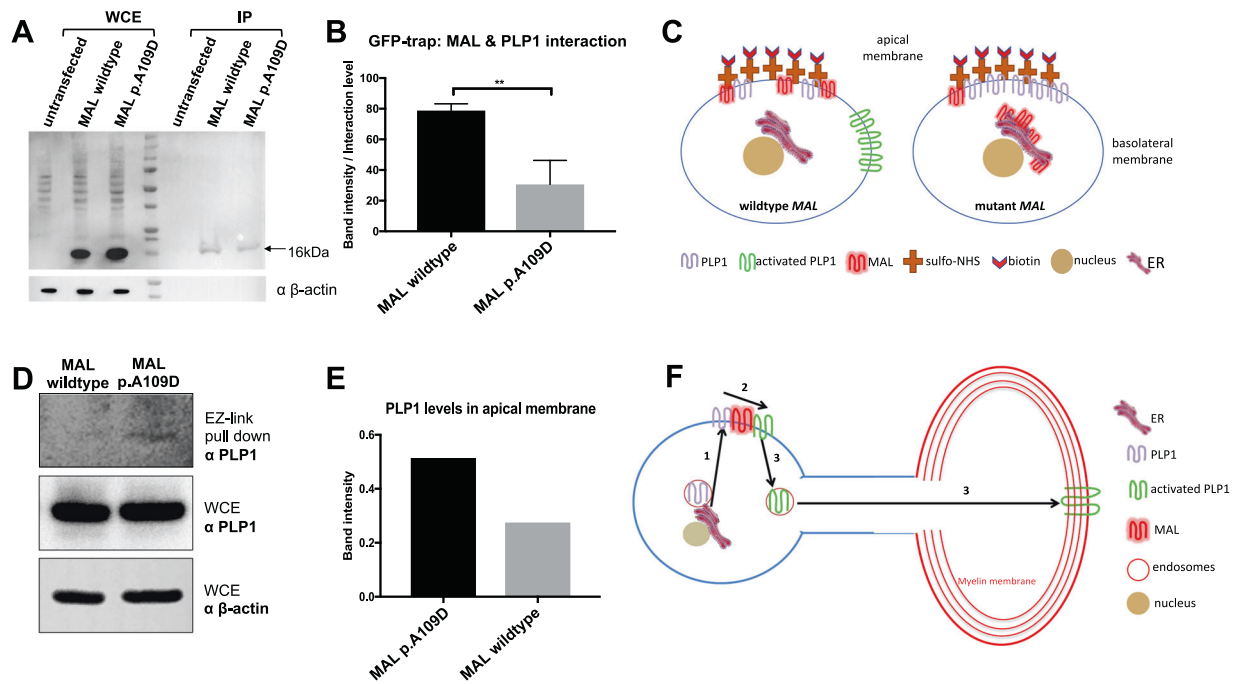 A
WCE
IP
untransfected
MAL wildtype
MAL p.A109D
untransfected
MAL wildtype
MAL p.A109D
16kDa
α β-actin
B
GFP-trap: MAL & PLP1 interaction
Band intensity / Interaction level
100
80
60
40
20
0
**
MAL wildtype
MAL p.A109D
C
apical
membrane
basolateral
membrane
wildtype MAL
mutant MAL
PLP1
activated PLP1
MAL
sulfo-NHS
biotin
nucleus
ER
D
MAL
wildtype
MAL
p.A109D
EZ-link
pull down
α PLP1
WCE
α PLP1
WCE
α β-actin
E
PLP1 levels in apical membrane
Band intensity
0.6
0.4
0.2
0.0
MAL p.A109D
MAL wildtype
F
2
1
3
3
Myelin membrane
ER
PLP1
activated PLP1
MAL
endosomes
nucleus